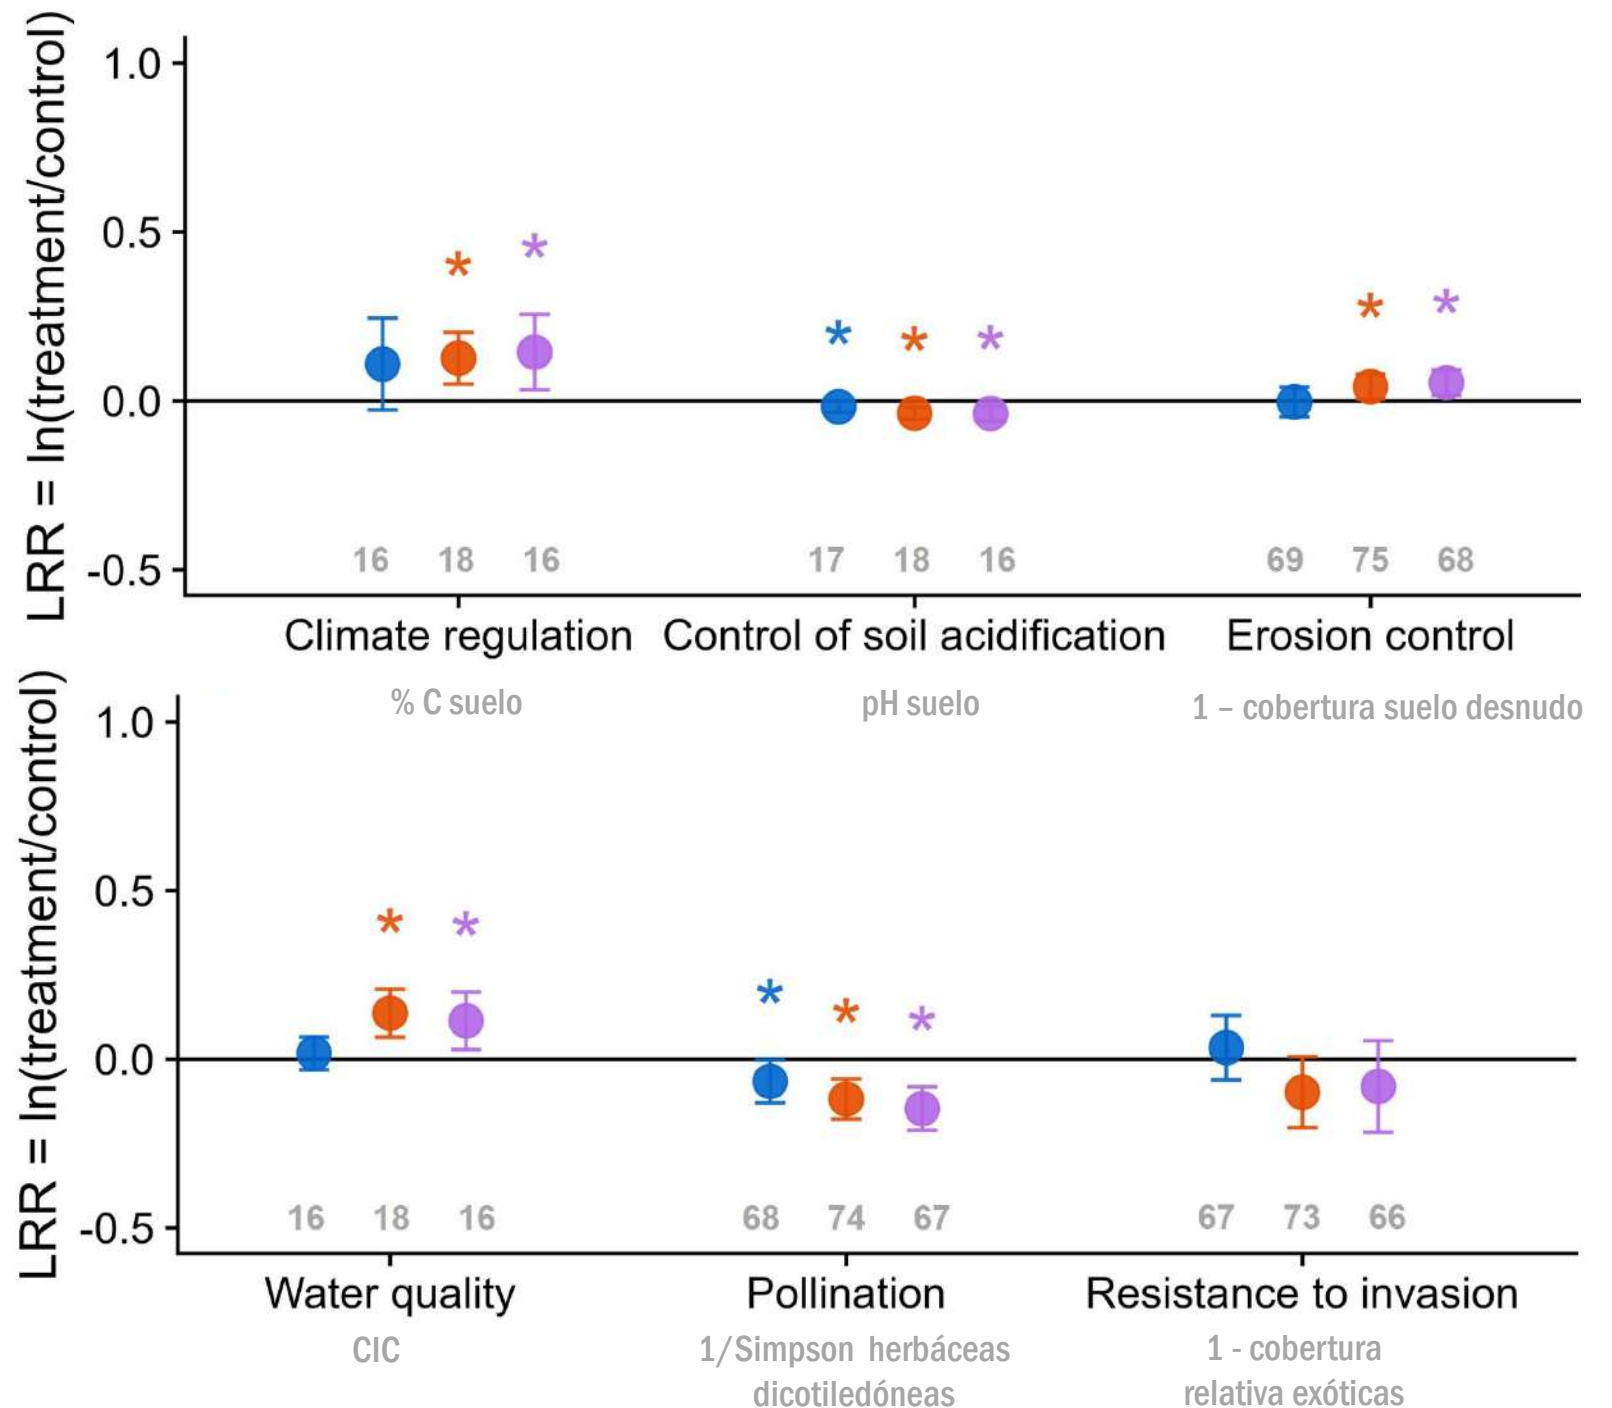 LRR = ln(treatment/control)
1.0
0.5
0.0
-0.5
* *
* * *
* *
16 18 16 17 18 16 69 75 68
Climate regulation Control of soil acidification Erosion control
% C suelo pH suelo 1 – cobertura suelo desnudo
LRR = ln(treatment/control)
1.0
0.5
0.0
-0.5
* *
* * *
16 18 16 68 74 67 67 73 66
Water quality Pollination Resistance to invasion
CIC 1/Simpson herbáceas 1 - cobertura
dicotiledóneas relativa exóticas